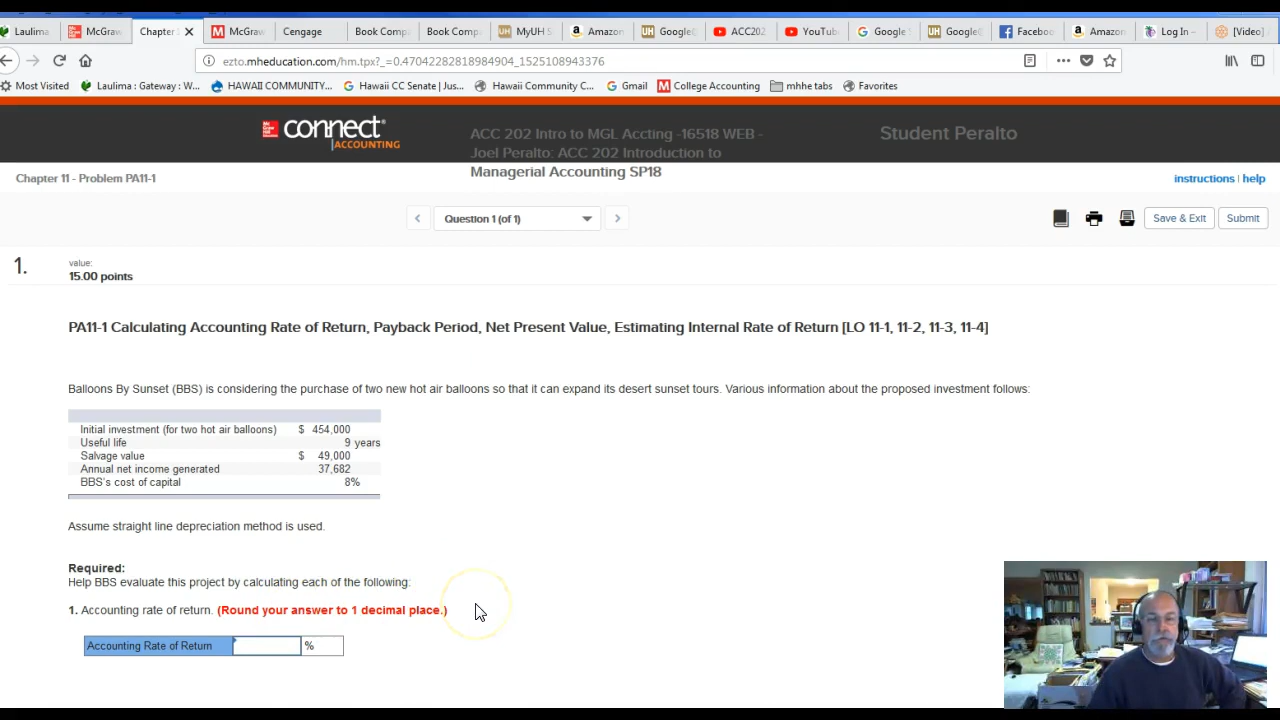 Laulima
McGraw
Chapter
McGraw
Cengage
Book Comp
Book Comp
MyUH S
Amazon
Google
ACC202
YouTub
Google
Google
Facebo
Amazon
Log In –
[Video]
ezto.mheducation.com/hm.tpx?_=0.47042282818984904_1525108943376
Most Visited
Laulima : Gateway : W...
HAWAII COMMUNITY...
Hawaii CC Senate | Jus...
Hawaii Community C...
Gmail
College Accounting
mhhe tabs
Favorites
connect
ACCOUNTING
ACC 202 Intro to MGL Accting -16518 WEB -
Joel Peralto: ACC 202 Introduction to
Managerial Accounting SP18
Student Peralto
Chapter 11 - Problem PA11-1
instructions | help
Question 1 (of 1)
Save & Exit
Submit
1.
value:
15.00 points
PA11-1 Calculating Accounting Rate of Return, Payback Period, Net Present Value, Estimating Internal Rate of Return [LO 11-1, 11-2, 11-3, 11-4]
Balloons By Sunset (BBS) is considering the purchase of two new hot air balloons so that it can expand its desert sunset tours. Various information about the proposed investment follows:
Initial investment (for two hot air balloons) $ 454,000
Useful life 9 years
Salvage value $ 49,000
Annual net income generated 37,682
BBS's cost of capital 8%
Assume straight line depreciation method is used.
Required:
Help BBS evaluate this project by calculating each of the following:
1. Accounting rate of return. (Round your answer to 1 decimal place.)
Accounting Rate of Return %